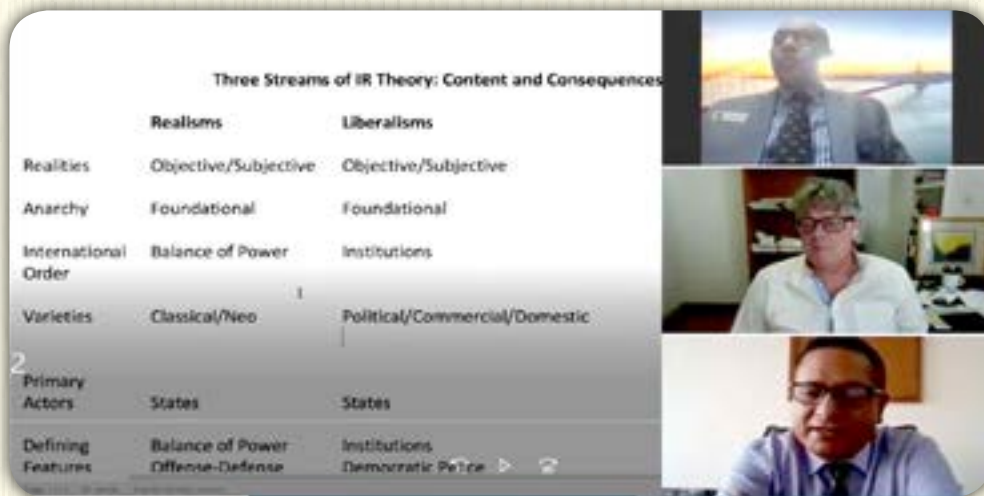 Three Streams of IR Theory: Content and Consequences
Realisms Liberalisms
Realities Objective/Subjective Objective/Subjective
Anarchy Foundational Foundational
International Balance of Power Institutions
Order
Varieties Classical/Neo Political/Commercial/Domestic
2
Primary
Actors States States
Defining Balance of Power Institutions
Features Offense-Defense Democratic Peace